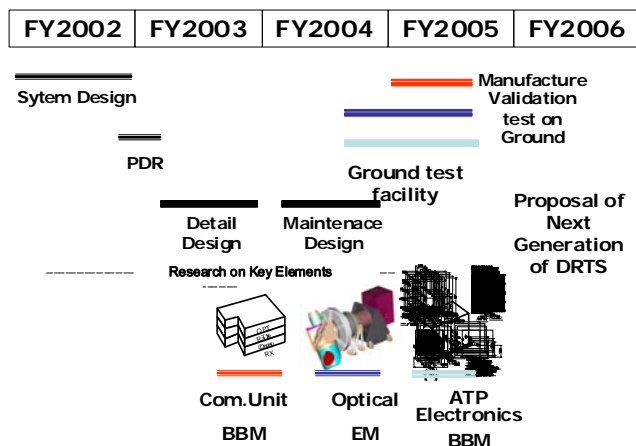 FY2002 FY2003 FY2004 FY2005 FY2006
Sytem Design
Manufacture
Validation
test on
Ground
PDR
Ground test
facility
Detail
Design
Maintenace
Design
Proposal of
Next
Generation
of DRTS
Research on Key Elements
OPT
RX
Com.Unit
BBM
Optical
EM
ATP
Electronics
BBM